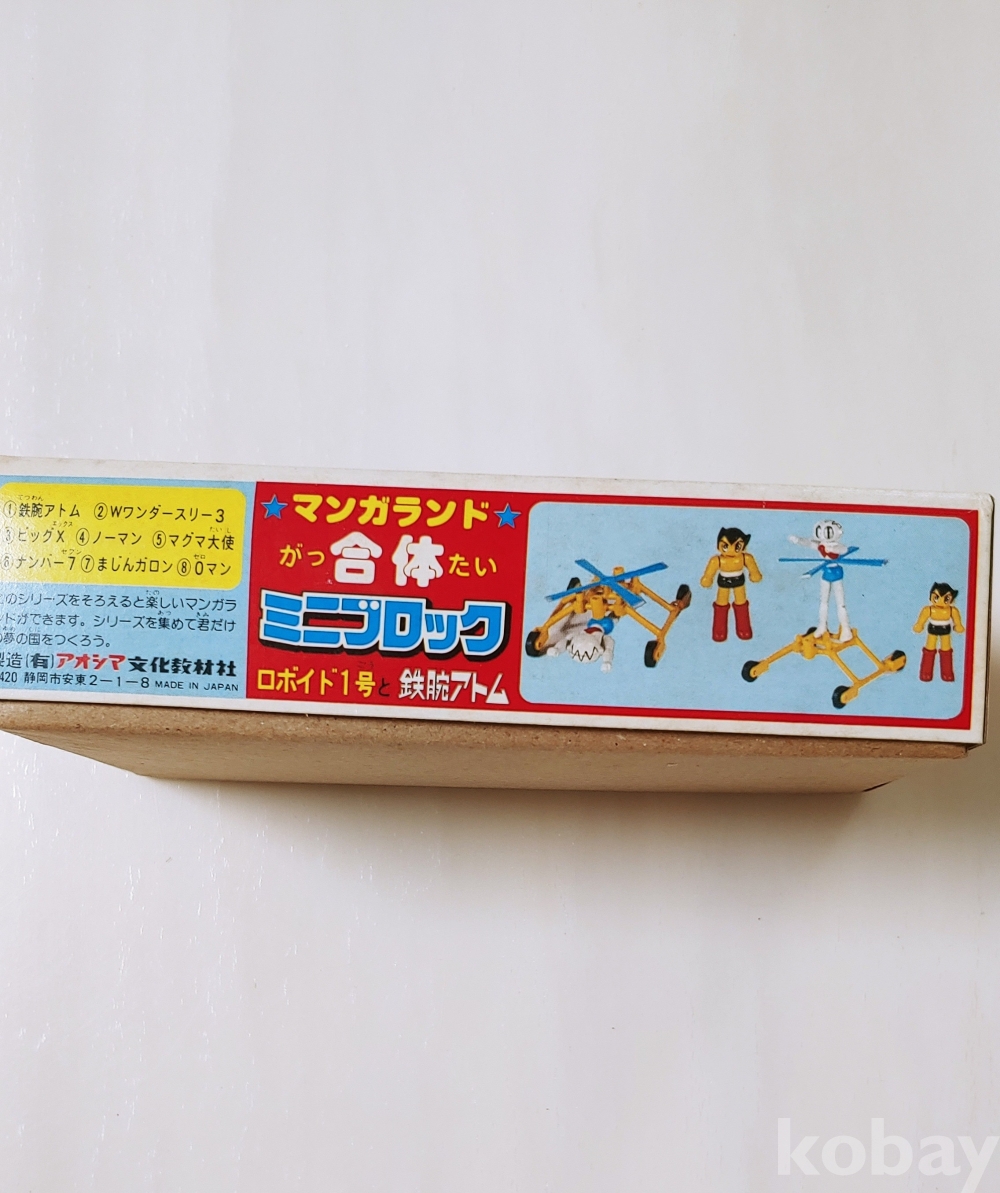 ①鉄腕アトム ②Wワンダースリー3
③ビッグX ④ノーマン ⑤マグマ大使
⑥ナンバー7 ⑦まじんガロン ⑧0マン
このシリーズをそろえると楽しいマンガラ
ンドができます。シリーズを集めて君だけ
の夢の国をつくろう。
製造(有)アオシマ文化教材社
420 静岡市安東2-1-8 MADE IN JAPAN
★マンガランド★
がっ合体たい
ミニブロック
ロボイド1号と鉄腕アトム
kobay